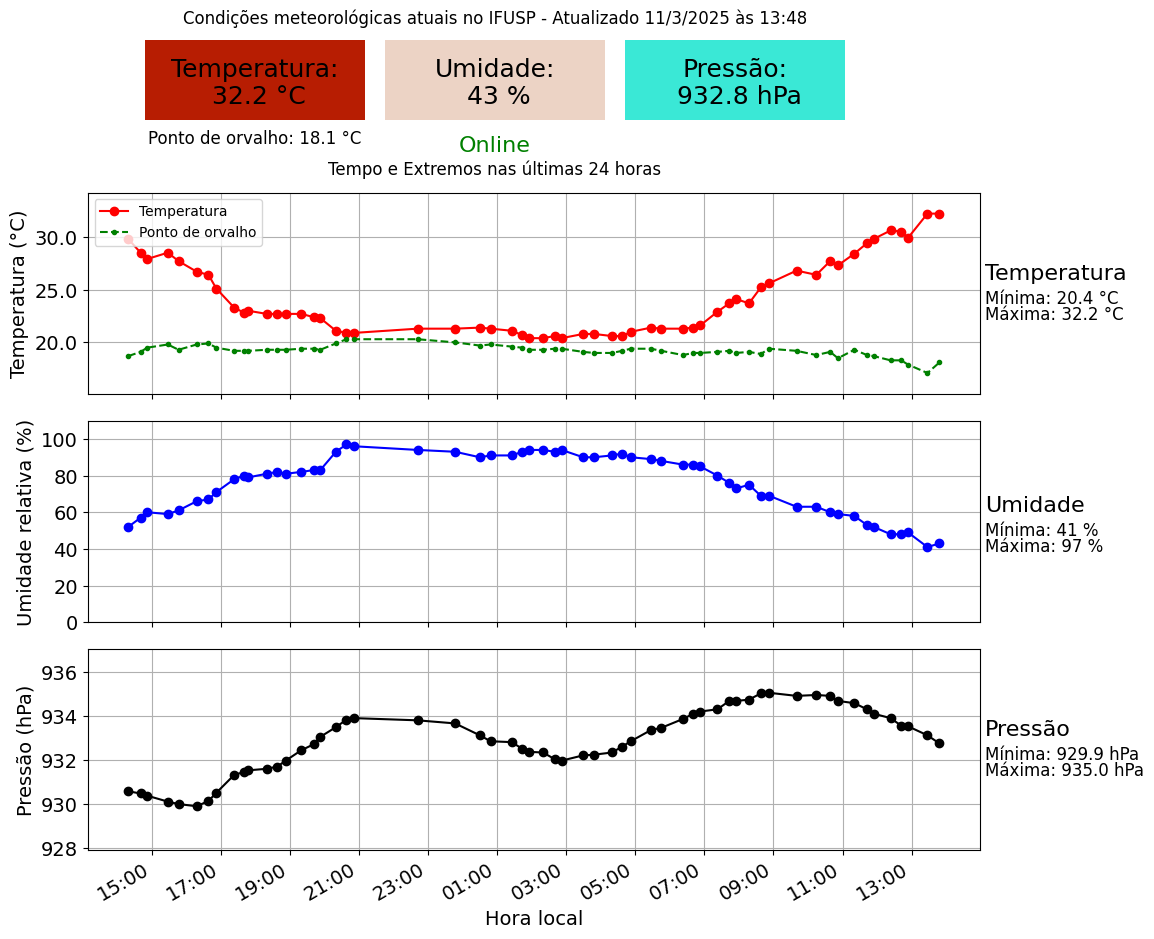 Condições meteorológicas atuais no IFUSP - Atualizado 11/3/2025 às 13:48
Temperatura:
32.2 °C
Umidade:
43 %
Pressão:
932.8 hPa
Ponto de orvalho: 18.1 °C
Online
Tempo e Extremos nas últimas 24 horas
Temperatura (°C)
30.0
25.0
20.0
Temperatura
Ponto de orvalho
Temperatura
Mínima: 20.4 °C
Máxima: 32.2 °C
Umidade relativa (%)
100
80
60
40
20
0
Umidade
Mínima: 41 %
Máxima: 97 %
Pressão (hPa)
936
934
932
930
928
Pressão
Mínima: 929.9 hPa
Máxima: 935.0 hPa
15:00
17:00
19:00
21:00
23:00
01:00
03:00
05:00
07:00
09:00
11:00
13:00
Hora local